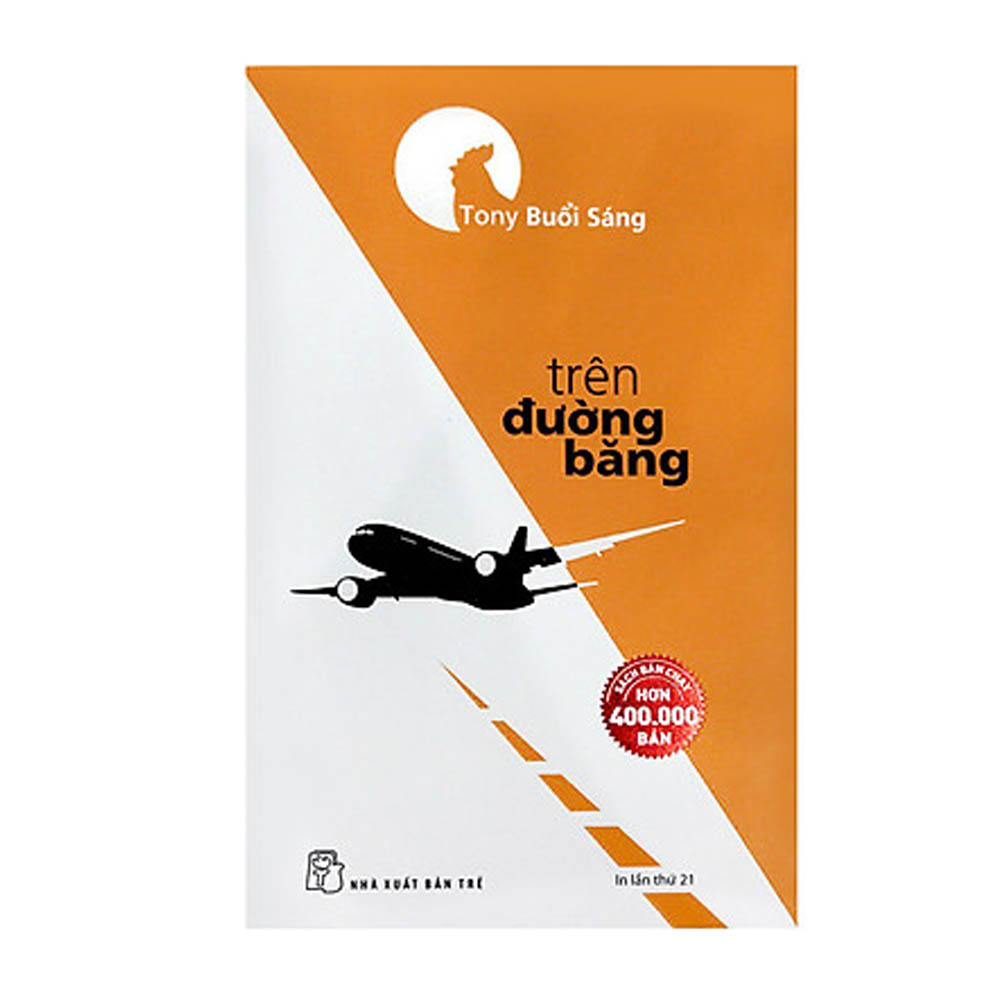 Tony Buổi Sáng
trên
đường
băng
SÁCH BÁN CHẠY
HƠN
400.000
BẢN
NHÀ XUẤT BẢN TRẺ
In lần thứ 21